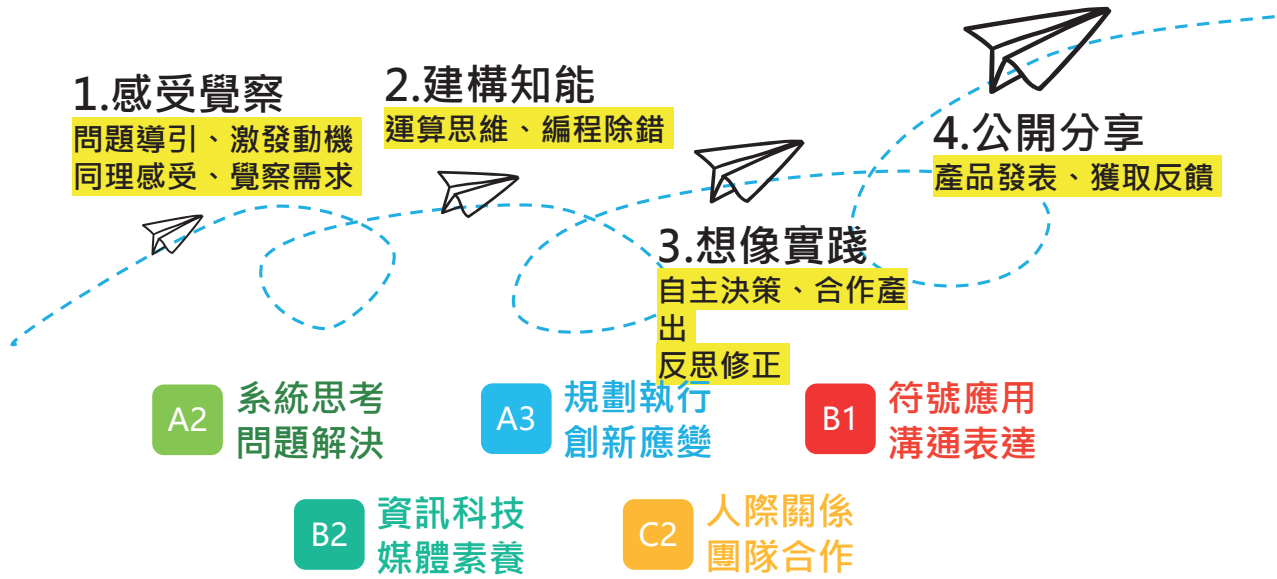 1.感受覺察
問題導引、激發動機
同理感受、覺察需求
2.建構知能
運算思維、編程除錯
3.想像實踐
自主決策、合作產
出
反思修正
4.公開分享
產品發表、獲取反饋
A2
系統思考
問題解決
A3
規劃執行
創新應變
B1
符號應用
溝通表達
B2
資訊科技
媒體素養
C2
人際關係
團隊合作